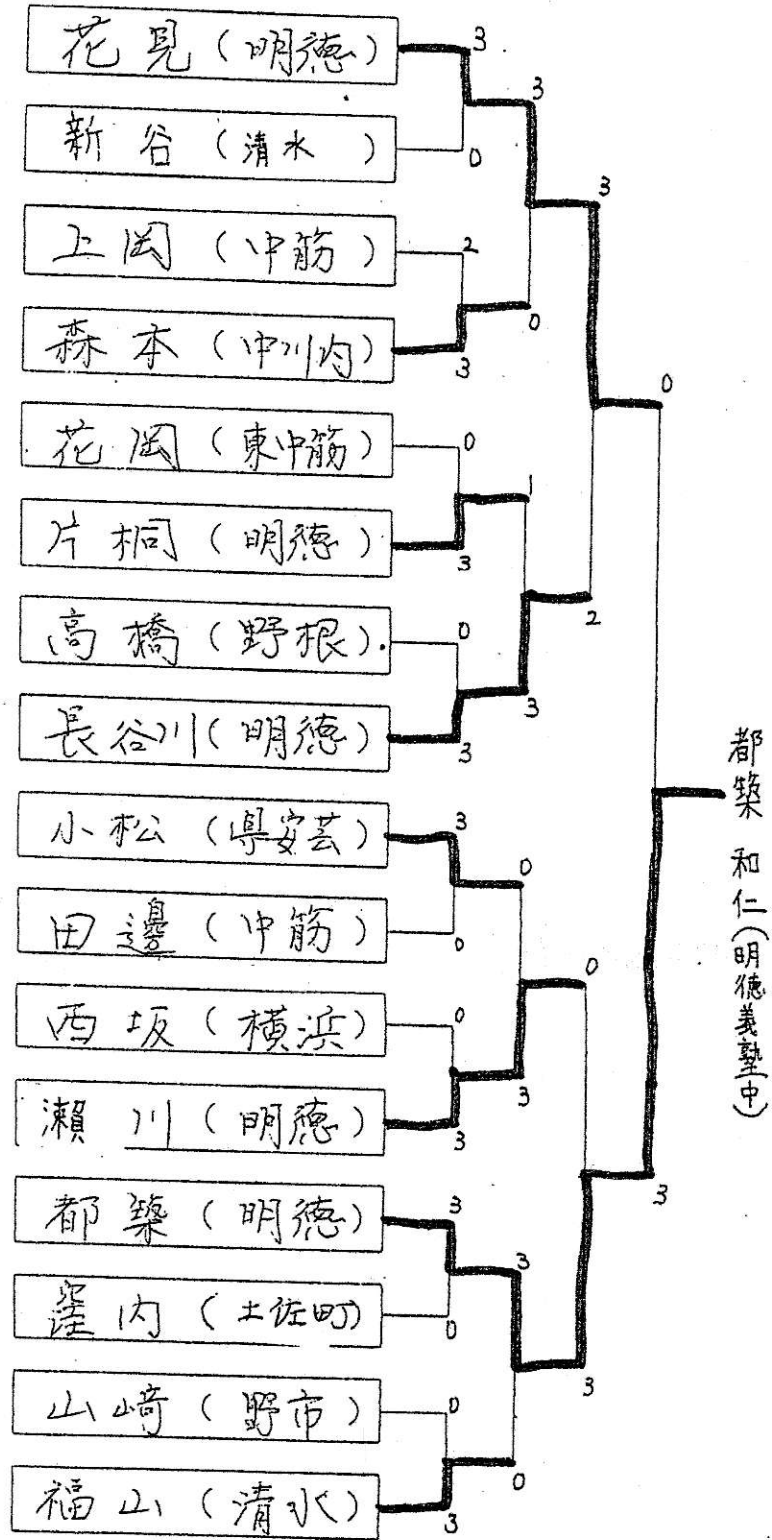 花見(明徳)
3
3
新谷(清水)
0
3
上岡(中筋)
2
0
森本(中川内)
3
0
花岡(東中筋)
0
1
片桐(明徳)
3
2
高橋(野根)
0
3
長谷川(明徳)
3
都築 和仁(明徳義塾中)
小松(県安芸)
3
0
田邊(中筋)
0
0
西坂(横浜)
0
3
瀬川(明徳)
3
3
都築(明徳)
3
3
窪内(土佐町)
0
3
山﨑(野市)
0
0
福山(清水)
3